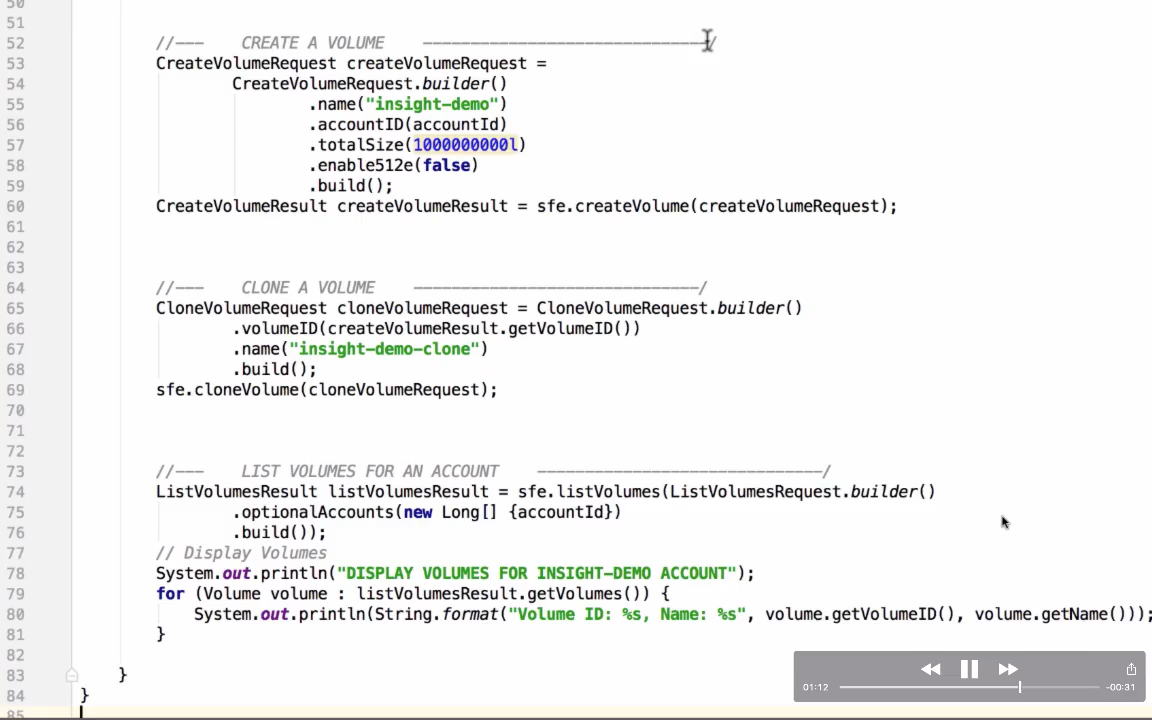 50
51
52 //—— CREATE A VOLUME ——————————————————————————————/
53 CreateVolumeRequest createVolumeRequest =
54 CreateVolumeRequest.builder()
55 .name("insight-demo")
56 .accountID(accountId)
57 .totalSize(1000000000l)
58 .enable512e(false)
59 .build();
60 CreateVolumeResult createVolumeResult = sfe.createVolume(createVolumeRequest);
61
62
63
64 //—— CLONE A VOLUME ——————————————————————————————/
65 CloneVolumeRequest cloneVolumeRequest = CloneVolumeRequest.builder()
66 .volumeID(createVolumeResult.getVolumeID())
67 .name("insight-demo-clone")
68 .build();
69 sfe.cloneVolume(cloneVolumeRequest);
70
71
72
73 //—— LIST VOLUMES FOR AN ACCOUNT ——————————————————————————————/
74 ListVolumesResult listVolumesResult = sfe.listVolumes(ListVolumesRequest.builder()
75 .optionalAccounts(new Long[] {accountId})
76 .build());
77 // Display Volumes
78 System.out.println("DISPLAY VOLUMES FOR INSIGHT-DEMO ACCOUNT");
79 for (Volume volume : listVolumesResult.getVolumes()) {
80 System.out.println(String.format("Volume ID: %s, Name: %s", volume.getVolumeID(), volume.getName()));
81 }
82
83 }
84 }
85
01:12 -00:31